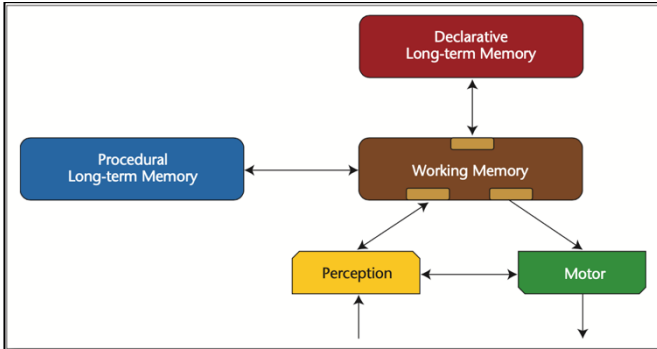 Declarative
Long-term Memory
Procedural
Long-term Memory
Working Memory
Perception
Motor